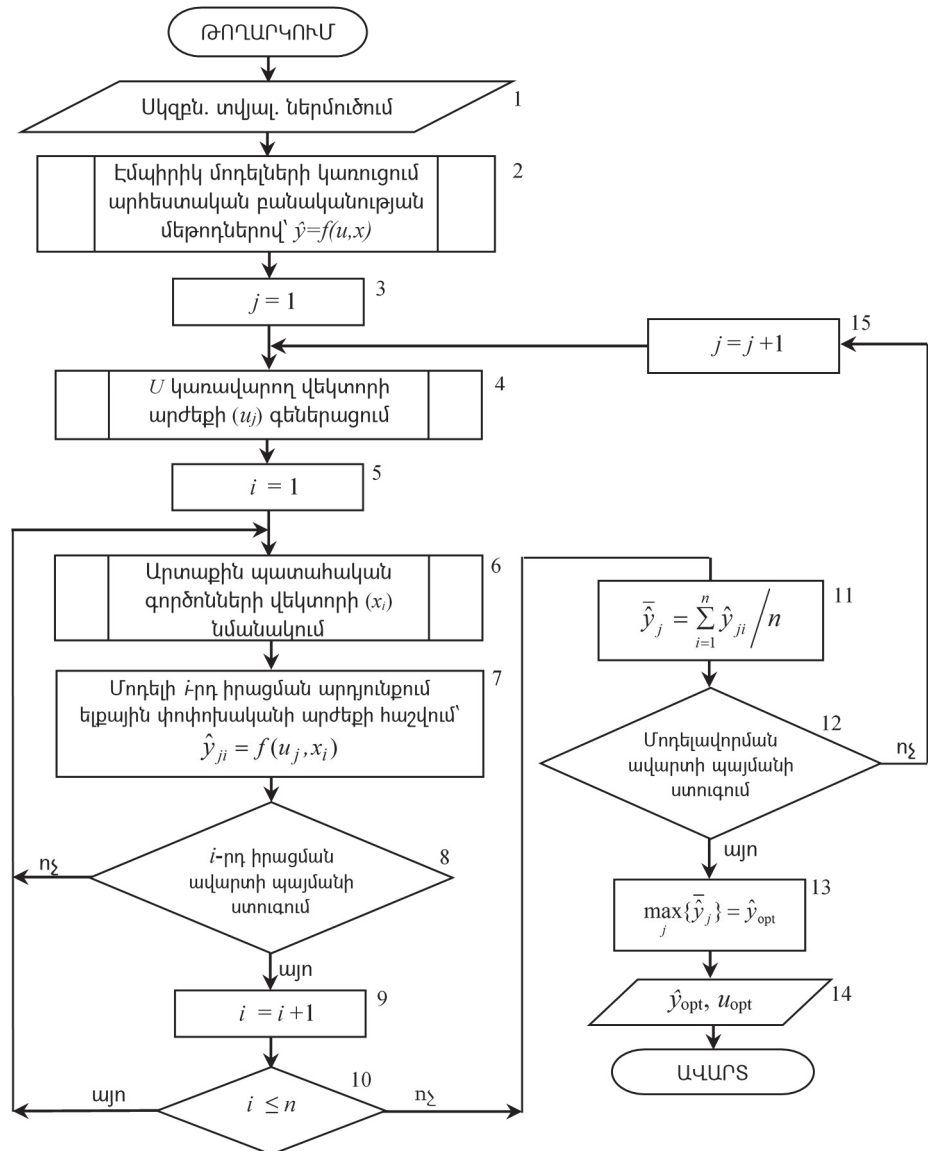 ԹՈՂԱՐԿՈՒՄ
Սկզբն. տվյալ. ներմուծում
1
Էմպիրիկ մոդելների կառուցում
արհեստական բանականության
մեթոդներով՝ ŷ=f(u,x)
2
j = 1
3
U կառավարող վեկտորի
արժեքի (uj) գեներացում
4
i = 1
5
Արտաքին պատահական
գործոնների վեկտորի (xi)
նմանակում
6
Մոդելի i-րդ իրացման արդյունքում
ելքային փոփոխականի արժեքի հաշվում՝
ŷji = f(uj,xi)
7
i-րդ իրացման
ավարտի պայմանի
ստուգում
8
ոչ
այո
i = i+1
9
i ≤ n
10
այո
ոչ
ŷ̄j = ∑ᵢ₌₁ⁿ ŷji / n
11
Մոդելավորման
ավարտի պայմանի
ստուգում
12
ոչ
այո
max{ŷ̄j} = ŷopt
j
13
ŷopt, uopt
14
ԱՎԱՐՏ
j = j+1
15